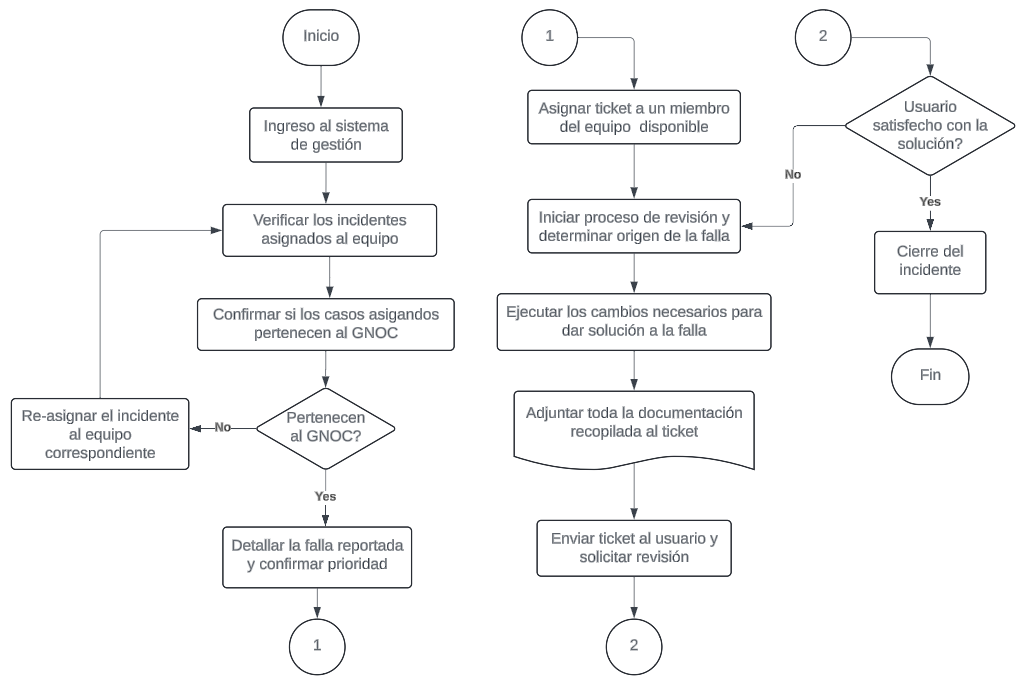 Inicio
Ingreso al sistema
de gestión
Verificar los incidentes
asignados al equipo
Confirmar si los casos asigandos
pertenecen al GNOC
Pertenecen
al GNOC?
No
Re-asignar el incidente
al equipo
correspondiente
Yes
Detallar la falla reportada
y confirmar prioridad
1
1
Asignar ticket a un miembro
del equipo disponible
Iniciar proceso de revisión y
determinar origen de la falla
Ejecutar los cambios necesarios para
dar solución a la falla
Adjuntar toda la documentación
recopilada al ticket
Enviar ticket al usuario y
solicitar revisión
2
2
Usuario
satisfecho con la
solución?
No
Yes
Cierre del
incidente
Fin